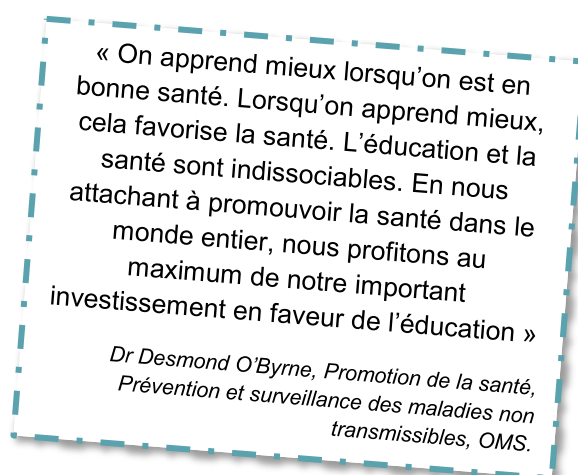 « On apprend mieux lorsqu’on est en
bonne santé. Lorsqu’on apprend mieux,
cela favorise la santé. L’éducation et la
santé sont indissociables. En nous
attachant à promouvoir la santé dans le
monde entier, nous profitons au
maximum de notre important
investissement en faveur de l’éducation »
Dr Desmond O’Byrne, Promotion de la santé,
Prévention et surveillance des maladies non
transmissibles, OMS.